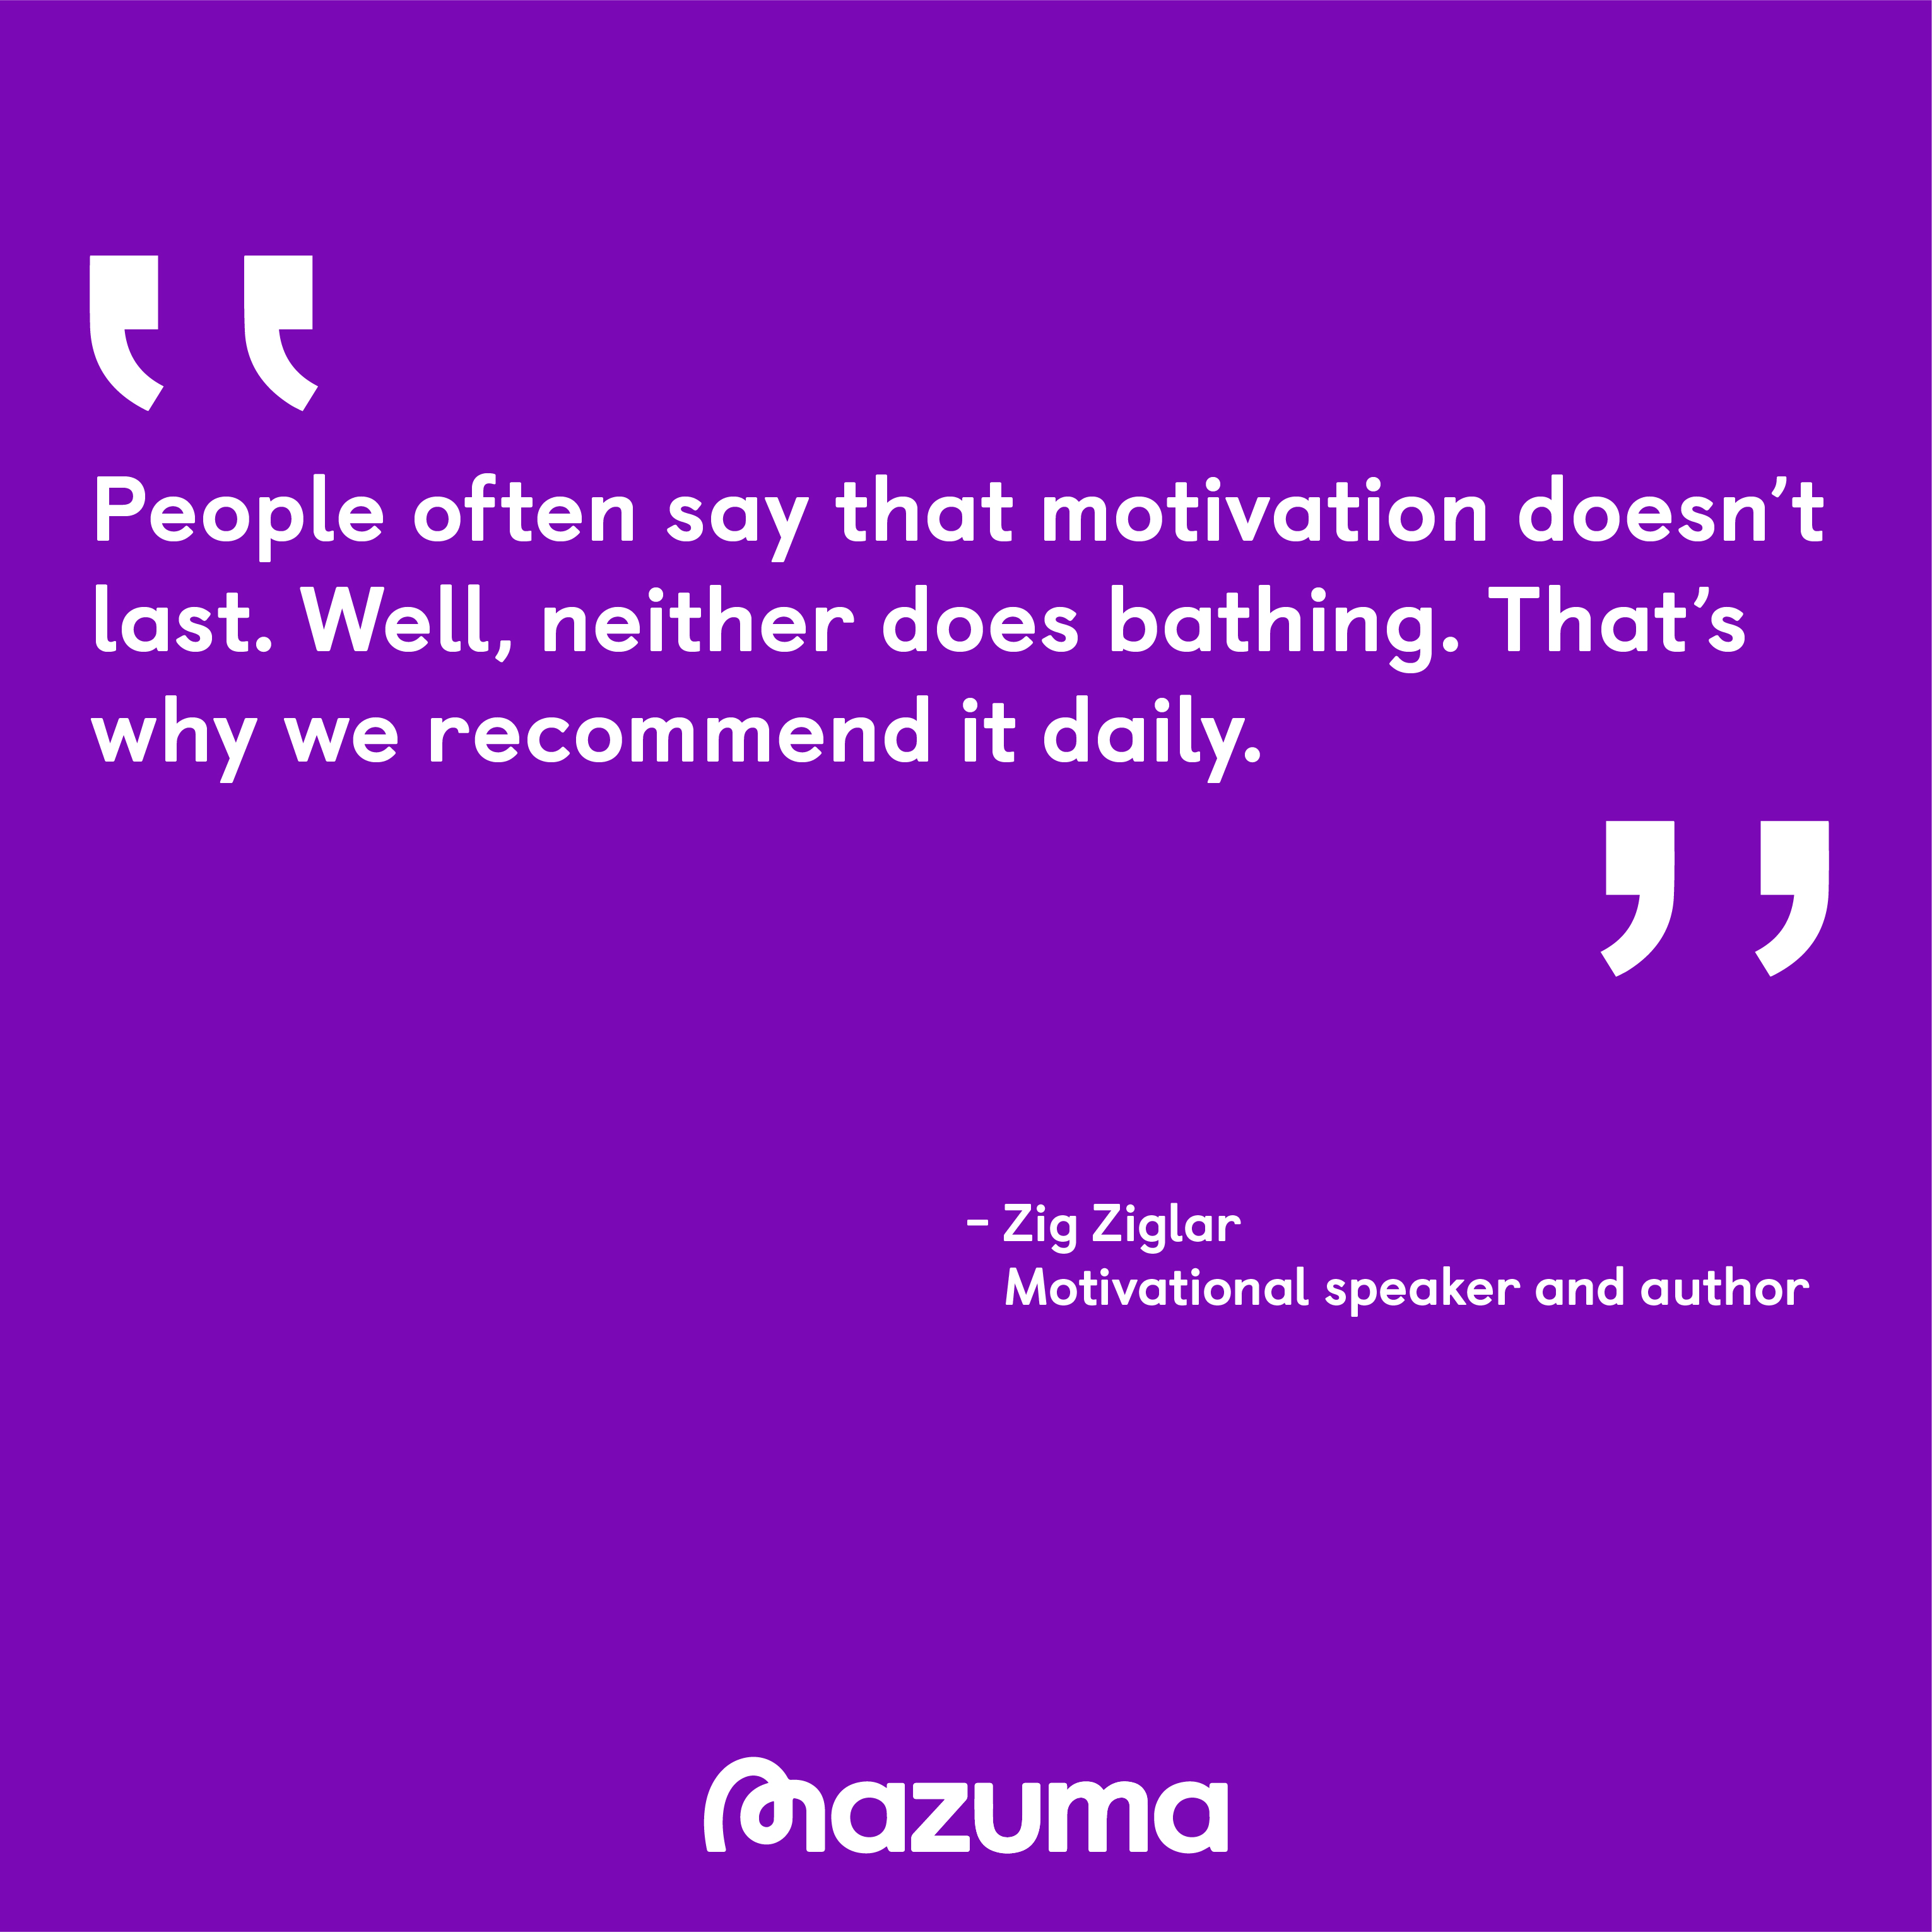 "
People often say that motivation doesn’t
last. Well, neither does bathing. That’s
why we recommend it daily.
"
– Zig Ziglar
Motivational speaker and author
mazuma